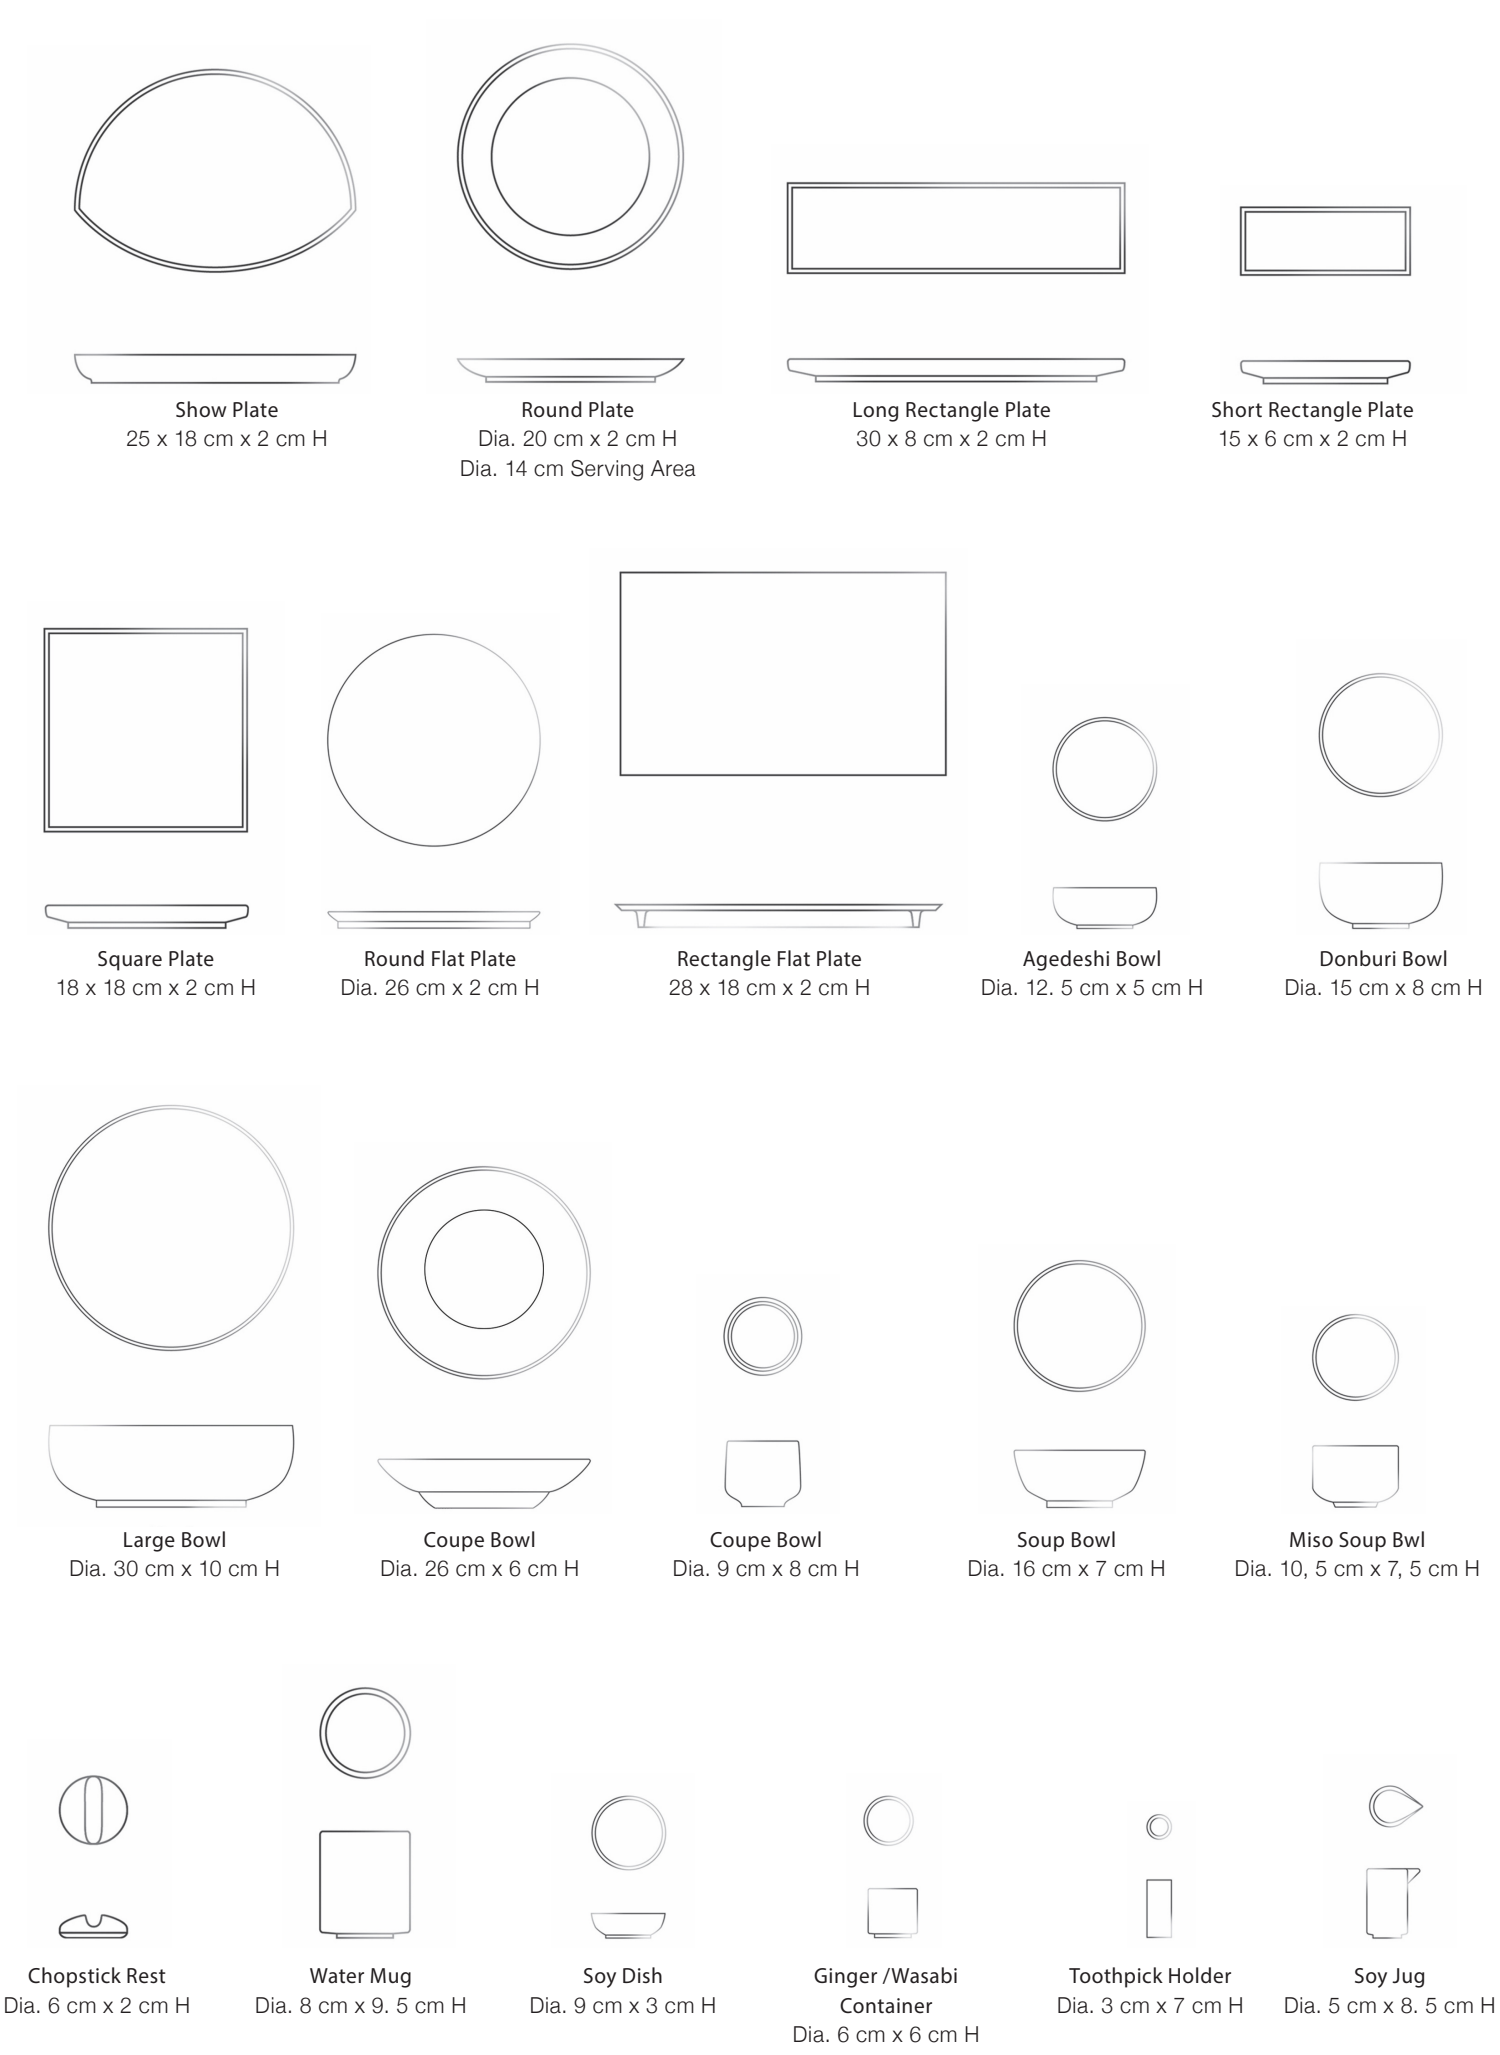 Show Plate
25 x 18 cm x 2 cm H
Round Plate
Dia. 20 cm x 2 cm H
Dia. 14 cm Serving Area
Long Rectangle Plate
30 x 8 cm x 2 cm H
Short Rectangle Plate
15 x 6 cm x 2 cm H
Square Plate
18 x 18 cm x 2 cm H
Round Flat Plate
Dia. 26 cm x 2 cm H
Rectangle Flat Plate
28 x 18 cm x 2 cm H
Agedeshi Bowl
Dia. 12. 5 cm x 5 cm H
Donburi Bowl
Dia. 15 cm x 8 cm H
Large Bowl
Dia. 30 cm x 10 cm H
Coupe Bowl
Dia. 26 cm x 6 cm H
Coupe Bowl
Dia. 9 cm x 8 cm H
Soup Bowl
Dia. 16 cm x 7 cm H
Miso Soup Bwl
Dia. 10, 5 cm x 7, 5 cm H
Chopstick Rest
Dia. 6 cm x 2 cm H
Water Mug
Dia. 8 cm x 9. 5 cm H
Soy Dish
Dia. 9 cm x 3 cm H
Ginger /Wasabi
Container
Dia. 6 cm x 6 cm H
Toothpick Holder
Dia. 3 cm x 7 cm H
Soy Jug
Dia. 5 cm x 8. 5 cm H